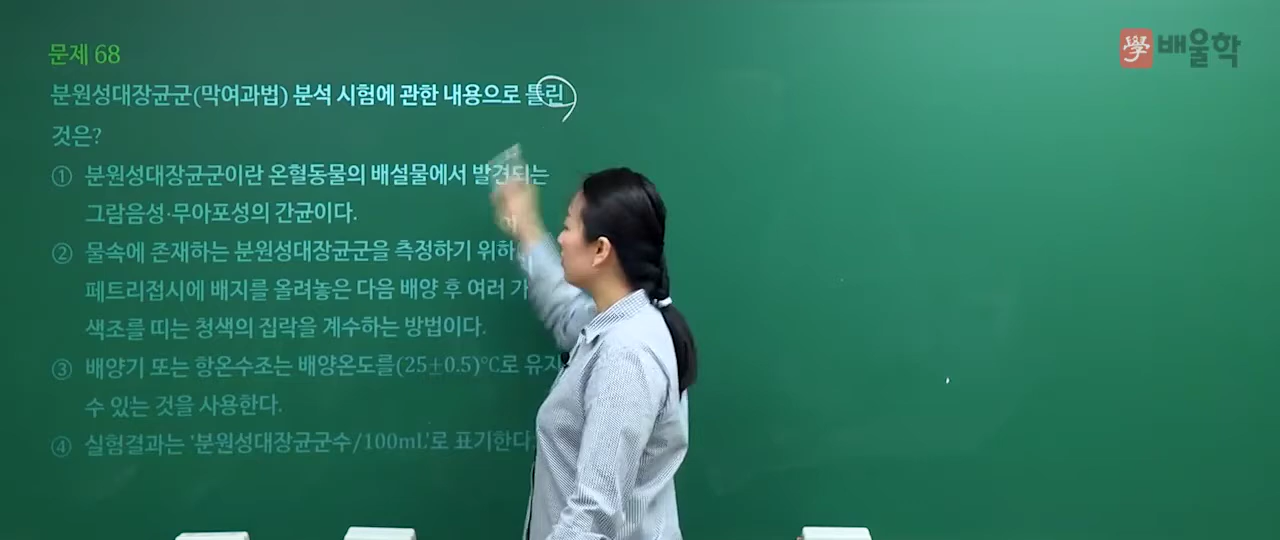 문제 68
學 배울학
분원성대장균군(막여과법) 분석 시험에 관한 내용으로 틀린
것은?
① 분원성대장균군이란 온혈동물의 배설물에서 발견되는
그람음성·무아포성의 간균이다.
② 물속에 존재하는 분원성대장균군을 측정하기 위하
페트리접시에 배지를 올려놓은 다음 배양 후 여러 가
색조를 띠는 청색의 집락을 계수하는 방법이다.
③ 배양기 또는 항온수조는 배양온도를(25±0.5)℃로 유지
수 있는 것을 사용한다.
④ 실험결과는 '분원성대장균군수/100mL'로 표기한다.